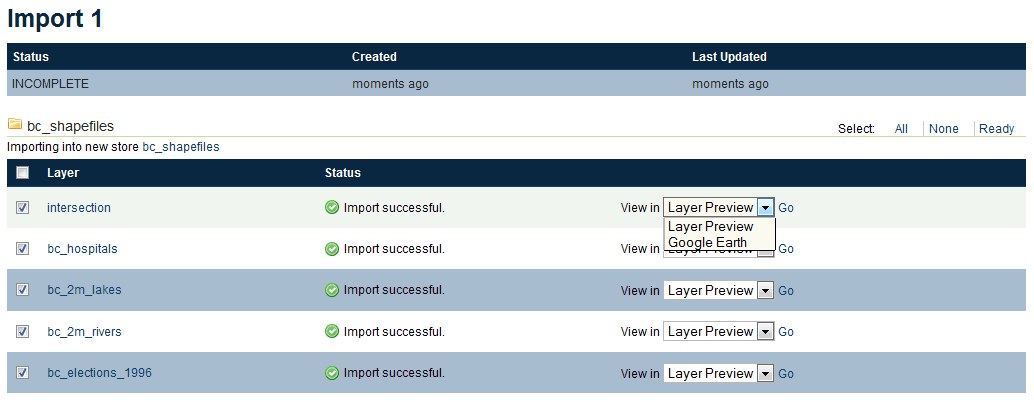 Import 1
Status Created Last Updated
INCOMPLETE moments ago moments ago
bc_shapefiles Select: All None Ready
Importing into new store bc_shapefiles
Layer Status
intersection Import successful. View in Layer Preview Go
Layer Preview
Google Earth
bc_hospitals Import successful. View in Layer Preview Go
bc_2m_lakes Import successful. View in Layer Preview Go
bc_2m_rivers Import successful. View in Layer Preview Go
bc_elections_1996 Import successful. View in Layer Preview Go